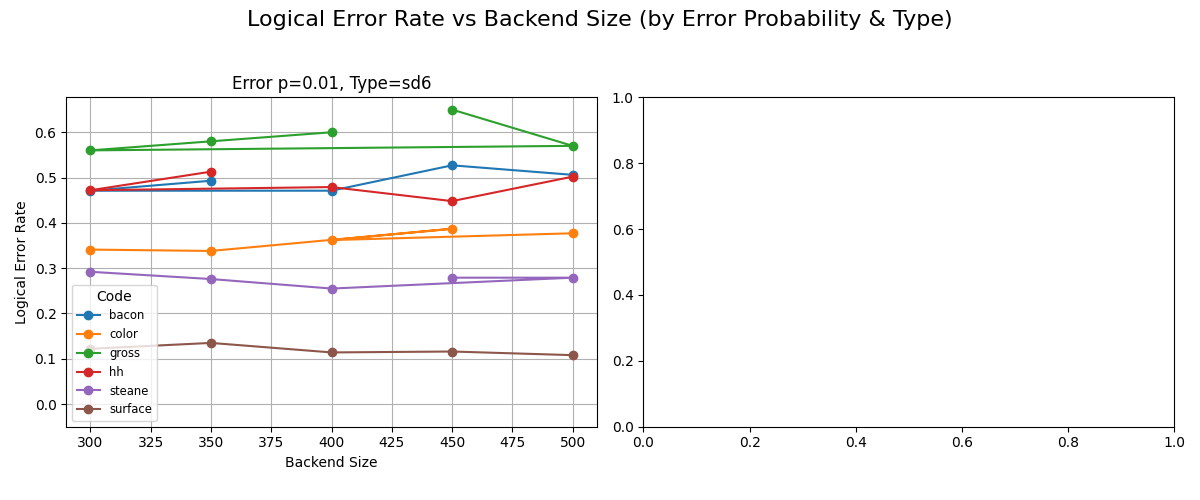 Logical Error Rate vs Backend Size (by Error Probability & Type)
Error p=0.01, Type=sd6
Logical Error Rate
0.6
0.5
0.4
0.3
0.2
0.1
0.0
Code
bacon
color
gross
hh
steane
surface
300 325 350 375 400 425 450 475 500
Backend Size
1.0
0.8
0.6
0.4
0.2
0.0
0.0 0.2 0.4 0.6 0.8 1.0